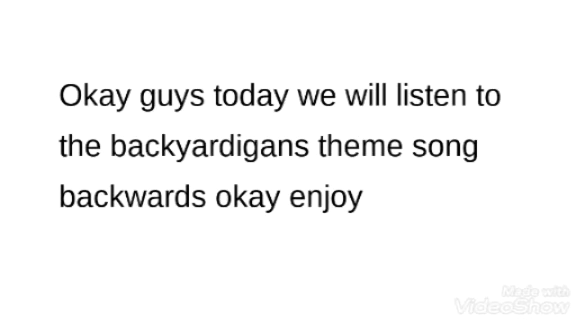 Okay guys today we will listen to
the backyardigans theme song
backwards okay enjoy
Made with
VideoShow